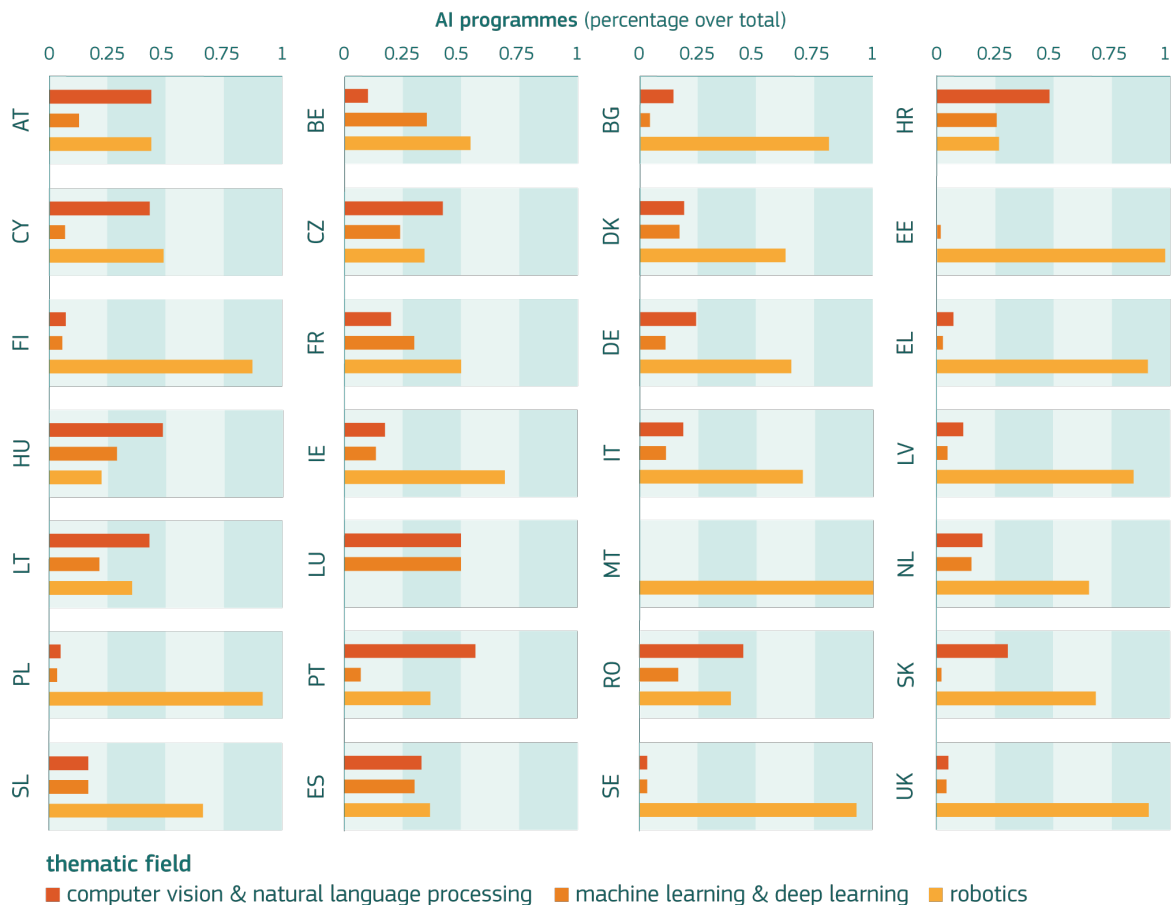 AI programmes (percentage over total)
0 0.25 0.5 0.75 1 0 0.25 0.5 0.75 1 0 0.25 0.5 0.75 1 0 0.25 0.5 0.75 1
AT BE BG HR
CY CZ DK EE
FI FR DE EL
HU IE IT LV
LT LU MT NL
PL PT RO SK
SL ES SE UK
thematic field
computer vision & natural language processing machine learning & deep learning robotics